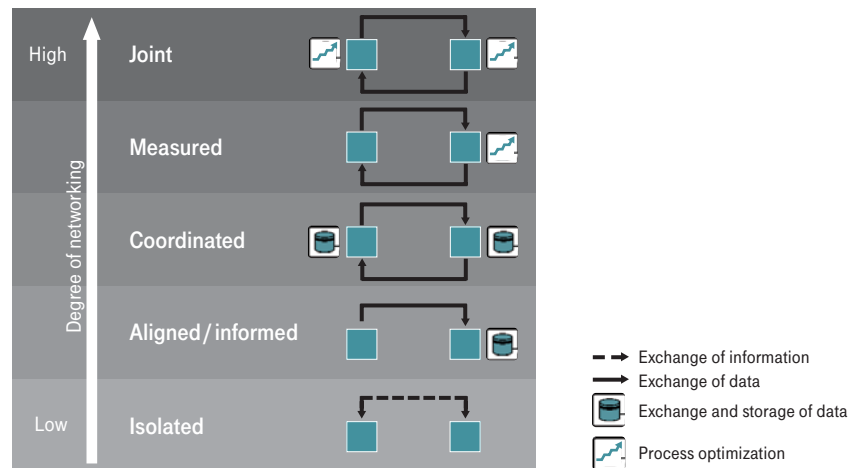 High
Joint
Measured
Degree of networking
Coordinated
Aligned / informed
Low
Isolated
Exchange of information
Exchange of data
Exchange and storage of data
Process optimization